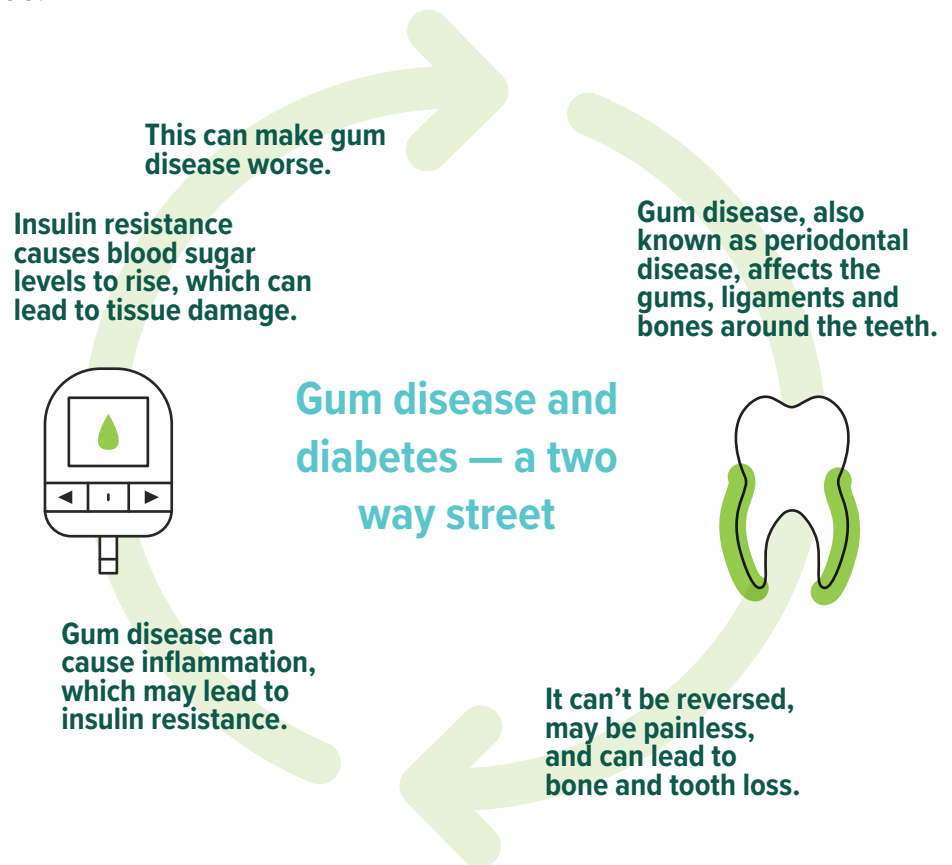 This can make gum
disease worse.
Insulin resistance
causes blood sugar
levels to rise, which can
lead to tissue damage.
Gum disease, also
known as periodontal
disease, affects the
gums, ligaments and
bones around the teeth.
Gum disease and
diabetes — a two
way street
Gum disease can
cause inflammation,
which may lead to
insulin resistance.
It can’t be reversed,
may be painless,
and can lead to
bone and tooth loss.